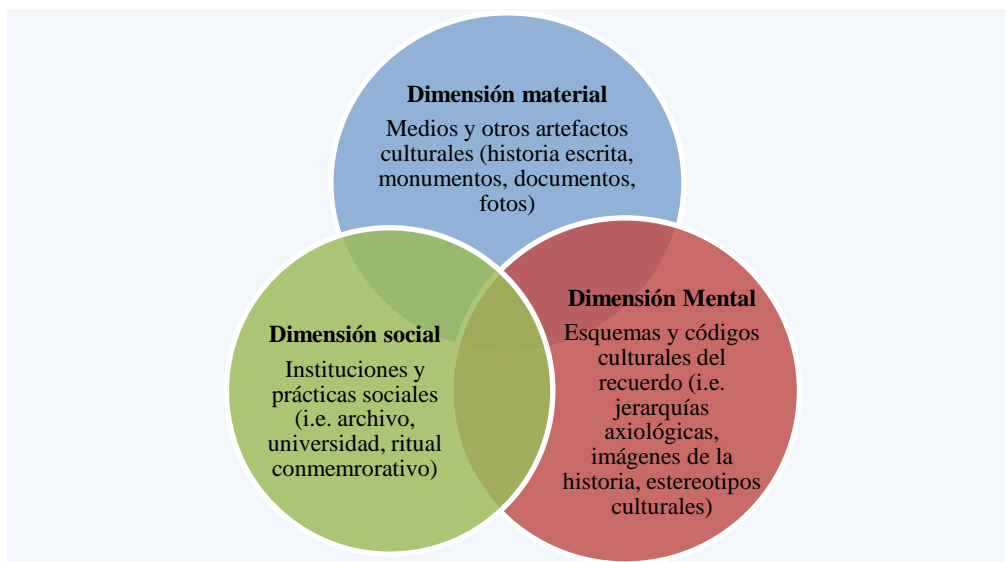 Dimensión material
Medios y otros artefactos
culturales (historia escrita,
monumentos, documentos,
fotos)
Dimensión social
Instituciones y
prácticas sociales
(i.e. archivo,
universidad, ritual
conmemrorativo)
Dimensión Mental
Esquemas y códigos
culturales del
recuerdo (i.e.
jerarquías
axiológicas,
imágenes de la
historia, estereotipos
culturales)